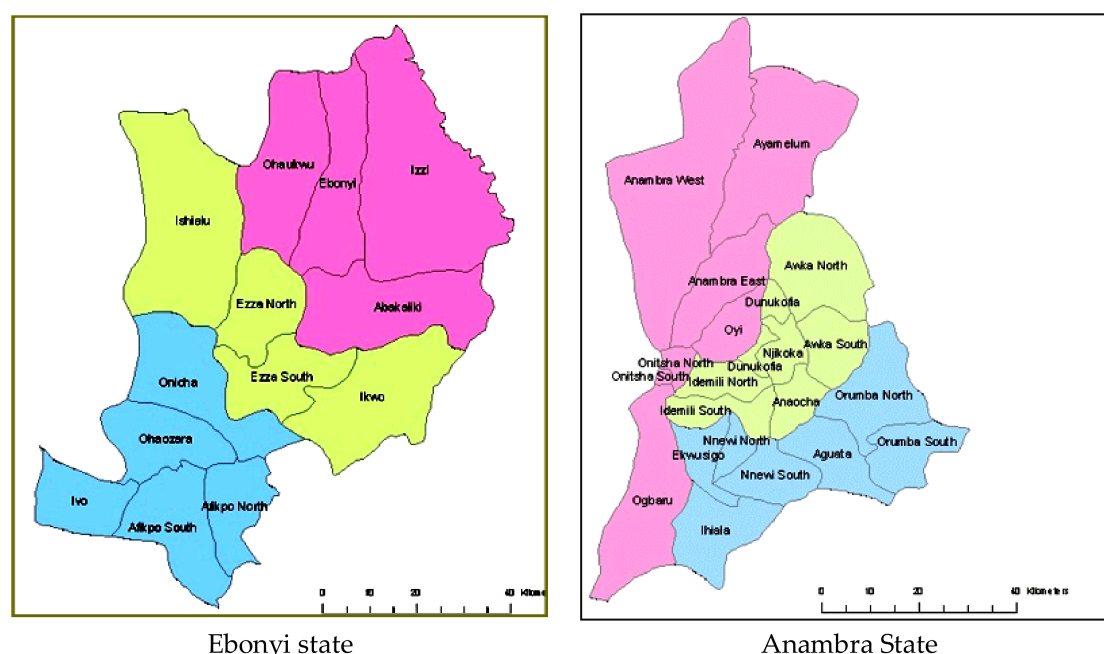 Ohaukwu
Ebonyi
Izzi
Ishielu
Ezza North
Abakaliki
Onicha
Ezza South
Ikwo
Ohaozara
Ivo
Afikpo South
Afikpo North
0 10 20 40 Kilome
Ebonyi state
Ayamelum
Anambra West
Awka North
Anambra East
Dunukofia
Oyi
Awka South
Njikoka
Onitsha North
Dunukofia
Onitsha South
Idemili North
Orumba North
Anaocha
Idemili South
Nnewi North
Orumba South
Ekwusigo
Aguata
Nnewi South
Ogbaru
Ihiala
0 10 20 40 Kilometers
Anambra State